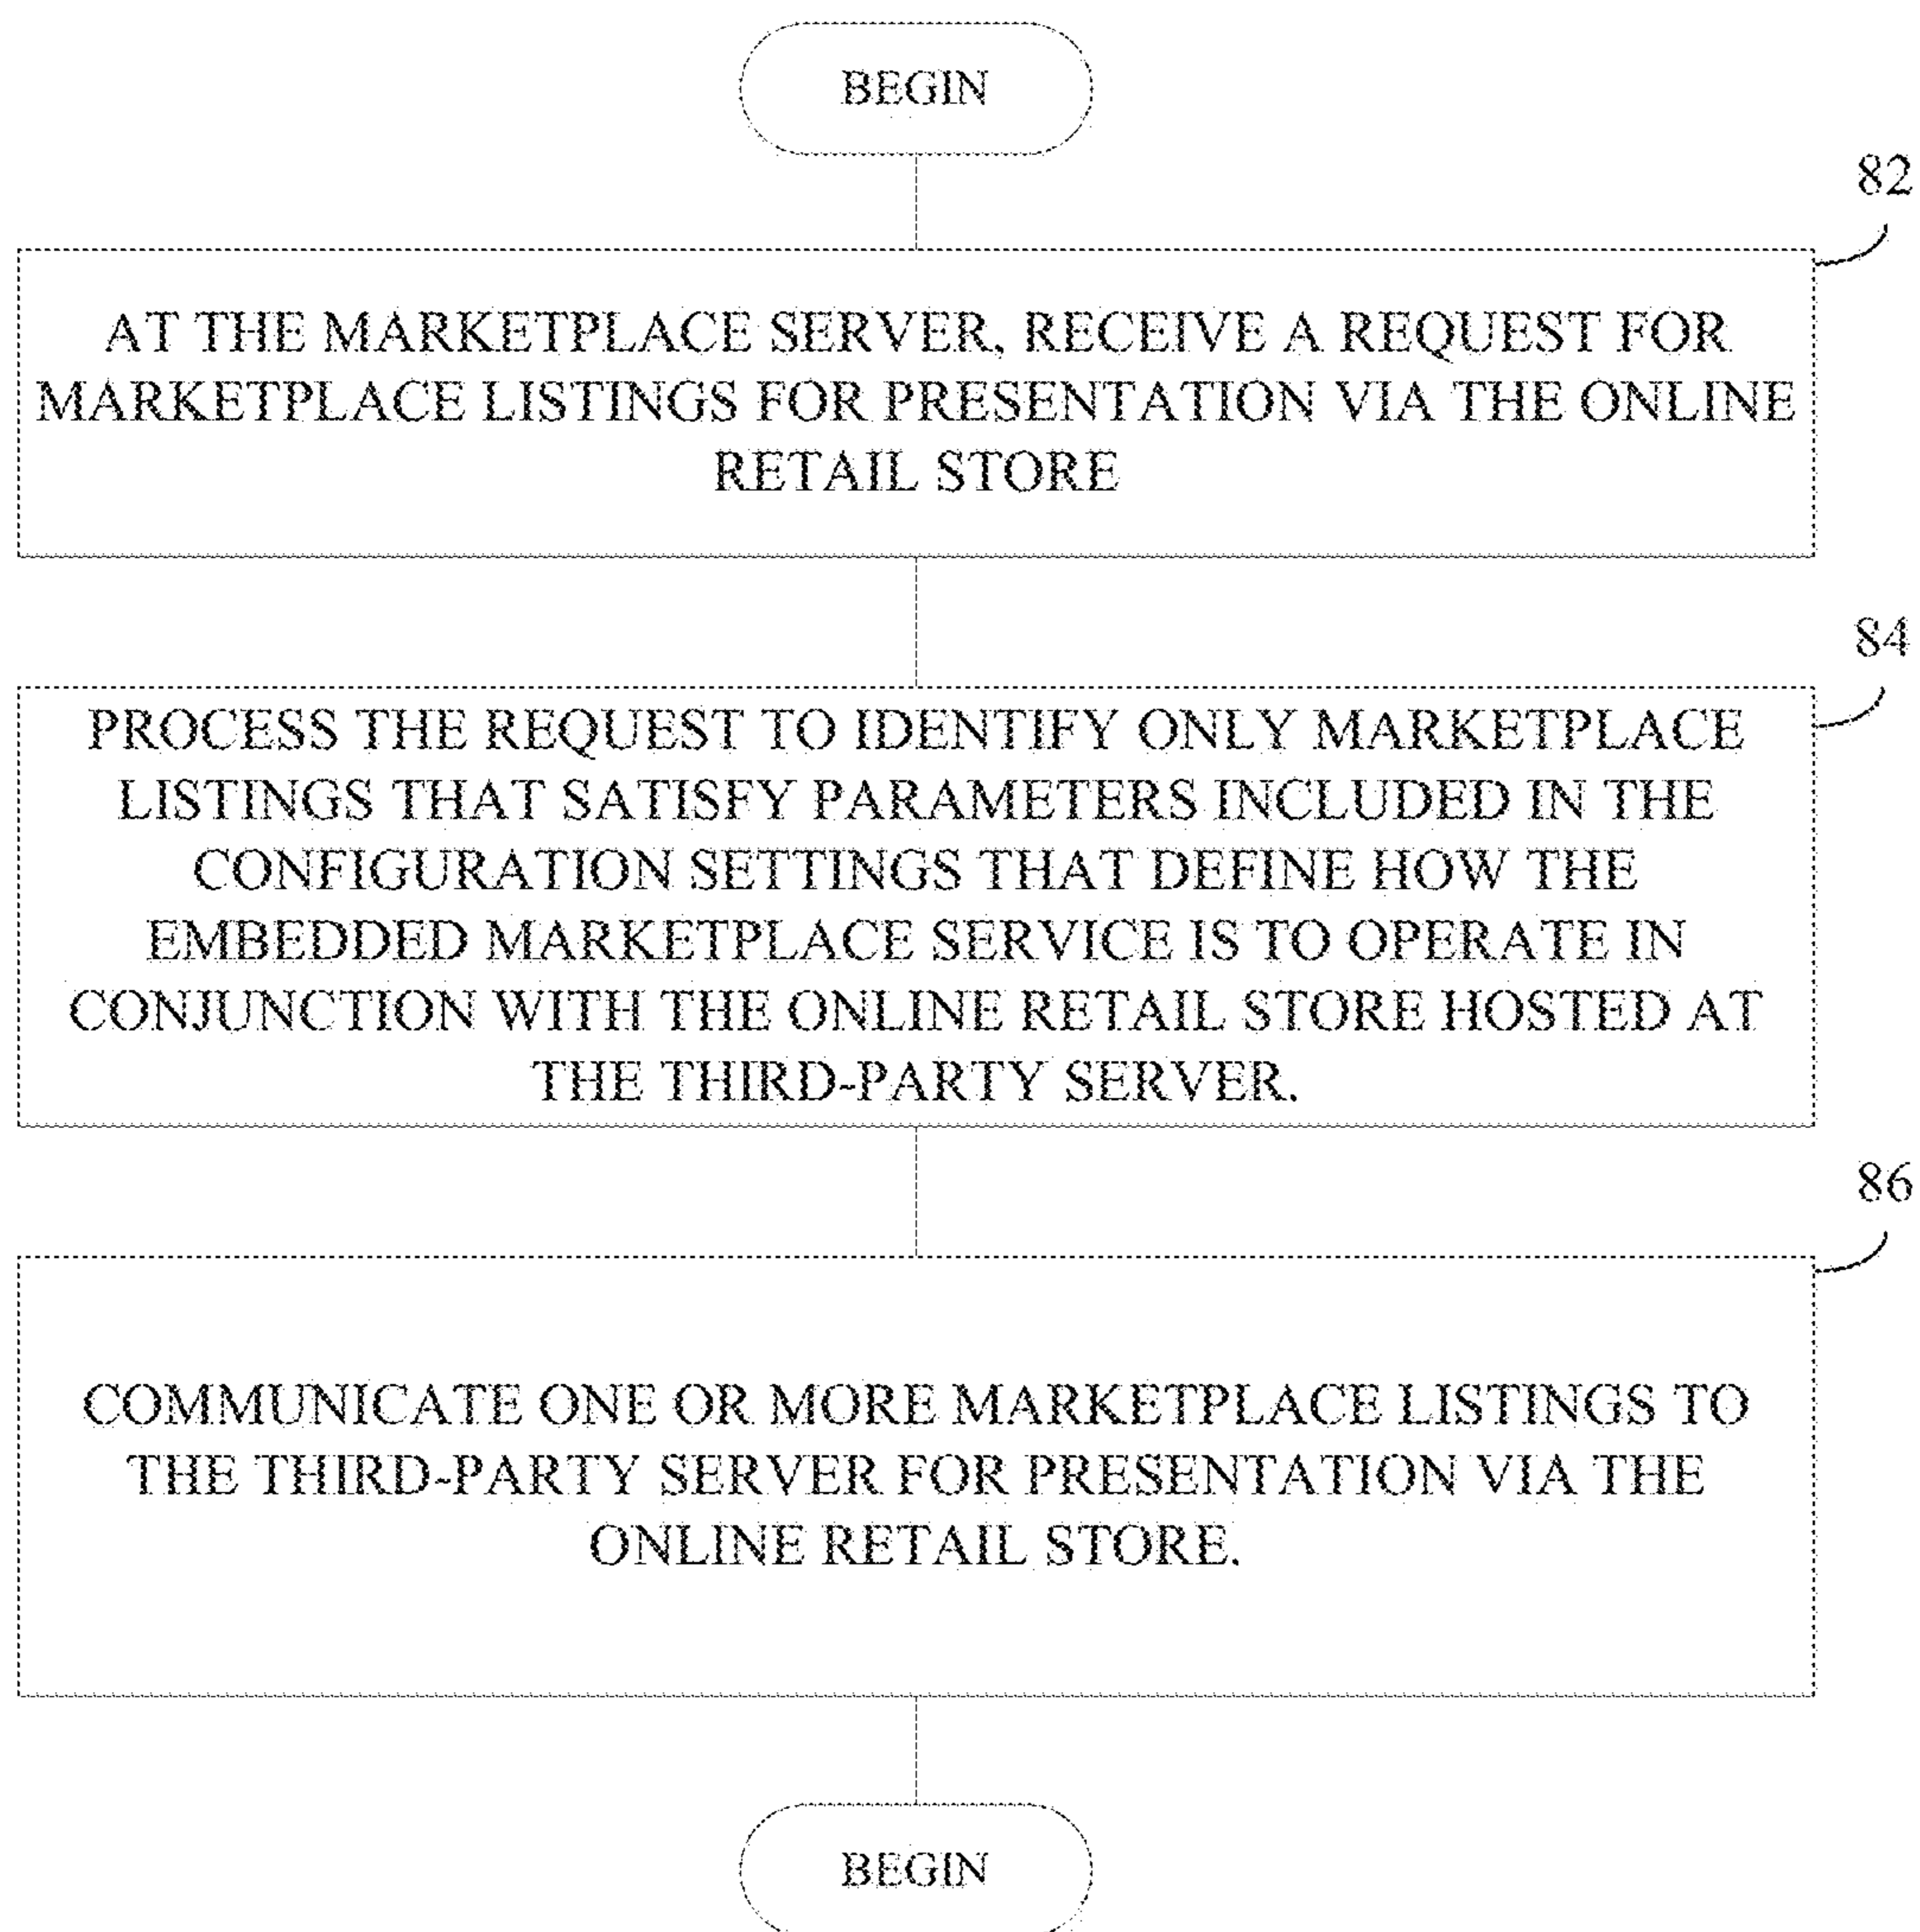 BEGIN
82
AT THE MARKETPLACE SERVER, RECEIVE A REQUEST FOR
MARKETPLACE LISTINGS FOR PRESENTATION VIA THE ONLINE
RETAIL STORE
84
PROCESS THE REQUEST TO IDENTIFY ONLY MARKETPLACE
LISTINGS THAT SATISFY PARAMETERS INCLUDED IN THE
CONFIGURATION SETTINGS THAT DEFINE HOW THE
EMBEDDED MARKETPLACE SERVICE IS TO OPERATE IN
CONJUNCTION WITH THE ONLINE RETAIL STORE HOSTED AT
THE THIRD-PARTY SERVER.
86
COMMUNICATE ONE OR MORE MARKETPLACE LISTINGS TO
THE THIRD-PARTY SERVER FOR PRESENTATION VIA THE
ONLINE RETAIL STORE.
BEGIN